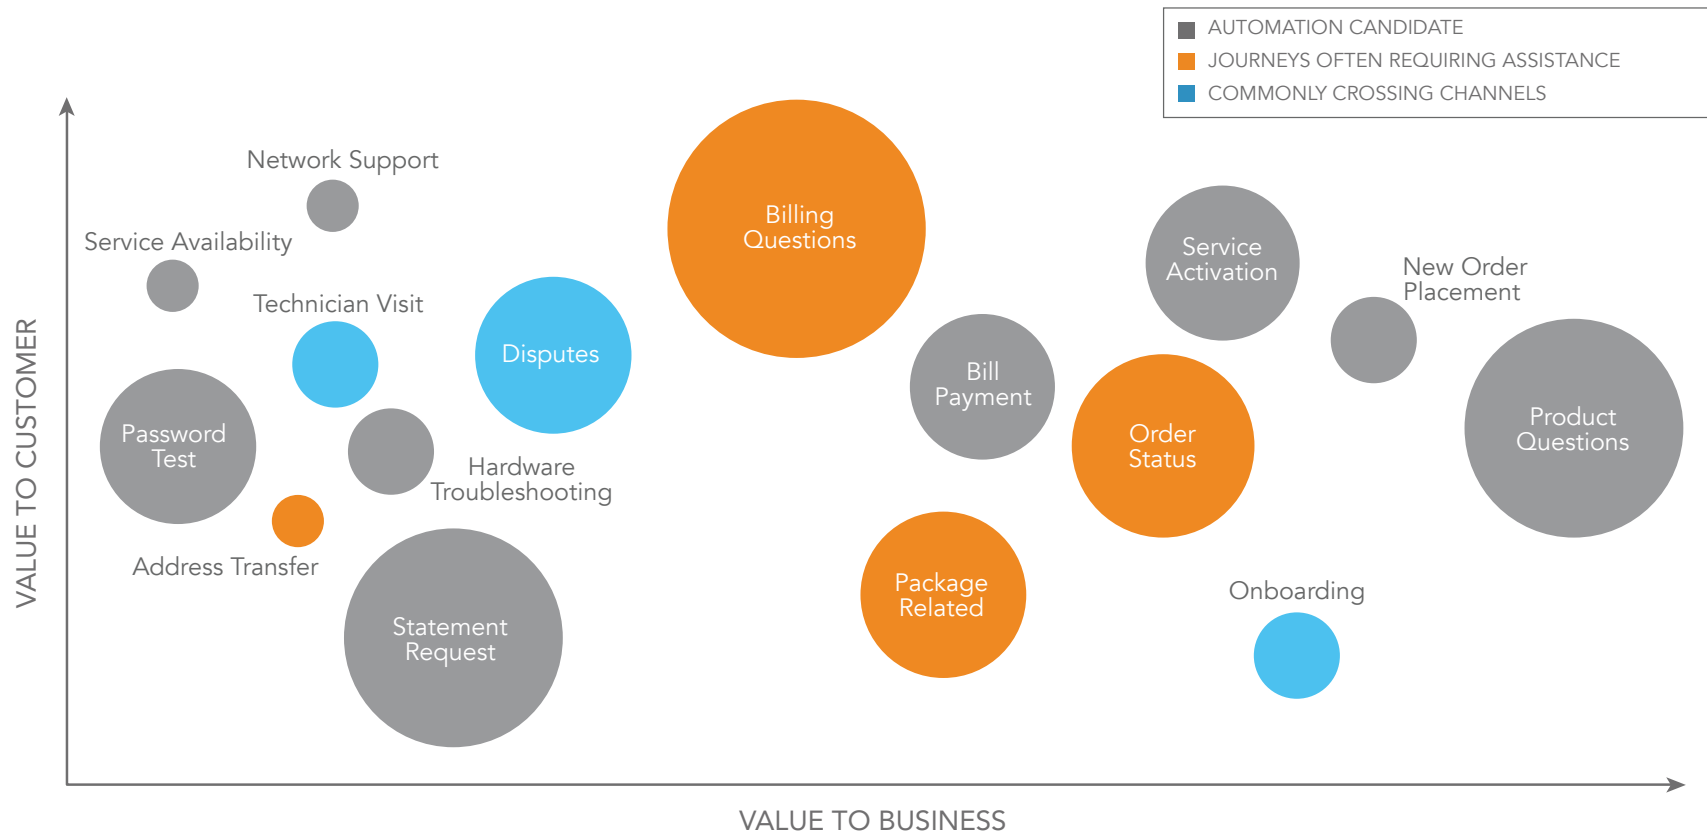 AUTOMATION CANDIDATE
JOURNEYS OFTEN REQUIRING ASSISTANCE
COMMONLY CROSSING CHANNELS
Network Support
Service Availability
Technician Visit
Disputes
Billing
Questions
Service
Activation
New Order
Placement
Password
Test
Hardware
Troubleshooting
Bill
Payment
Order
Status
Product
Questions
Address Transfer
Statement
Request
Package
Related
Onboarding
VALUE TO CUSTOMER
VALUE TO BUSINESS